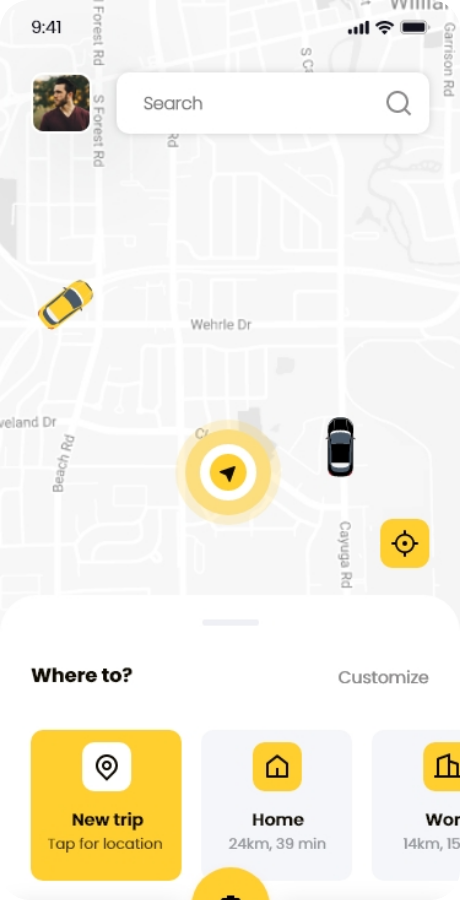 9:41
Forest Rd
S Forest Rd
Rd
Garrison Rd
Search
Wehrle Dr
veland Dr
Beach Rd
Cayuga Rd
Where to?
Customize
New trip
Tap for location
Home
24km, 39 min
Wor
14km, 15